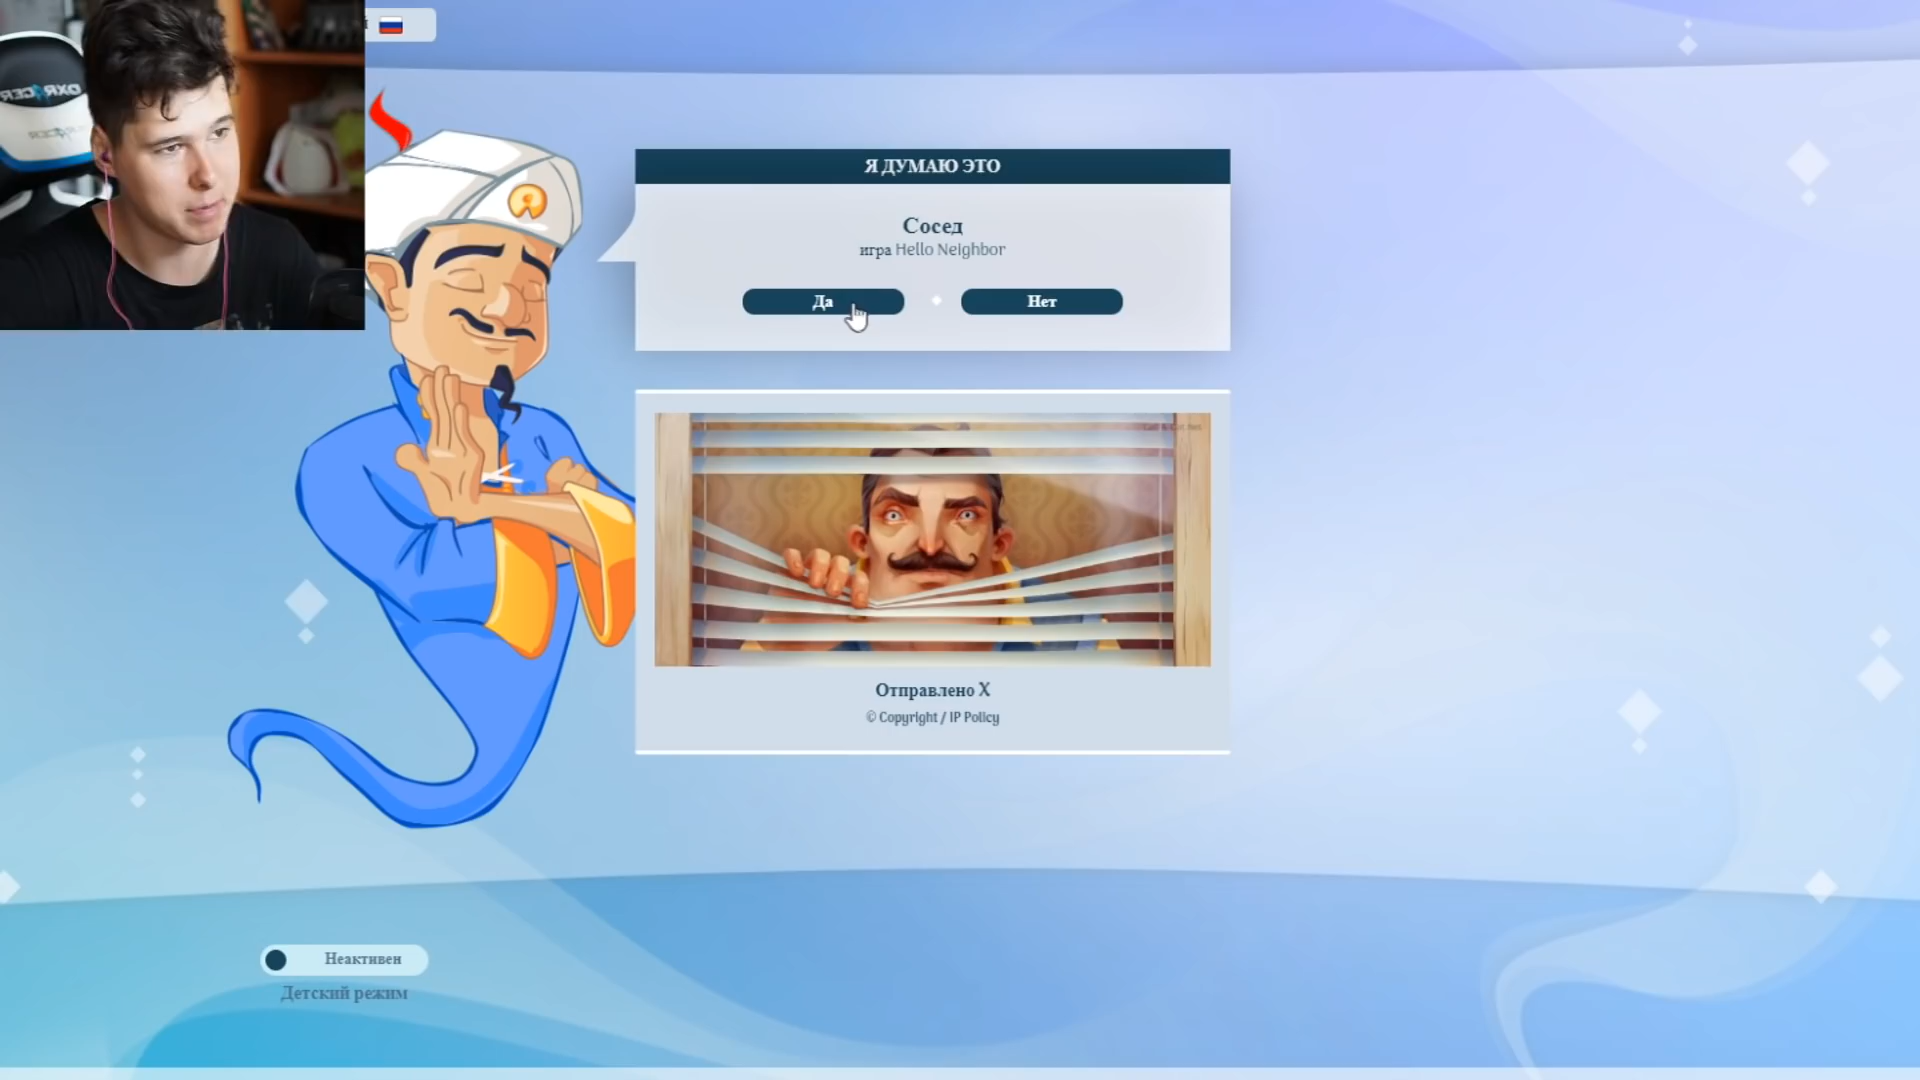 Я ДУМАЮ ЭТО
Сосед
игра Hello Neighbor
Да
Нет
Отправлено X
© Copyright / IP Policy
Неактивен
Детский режим